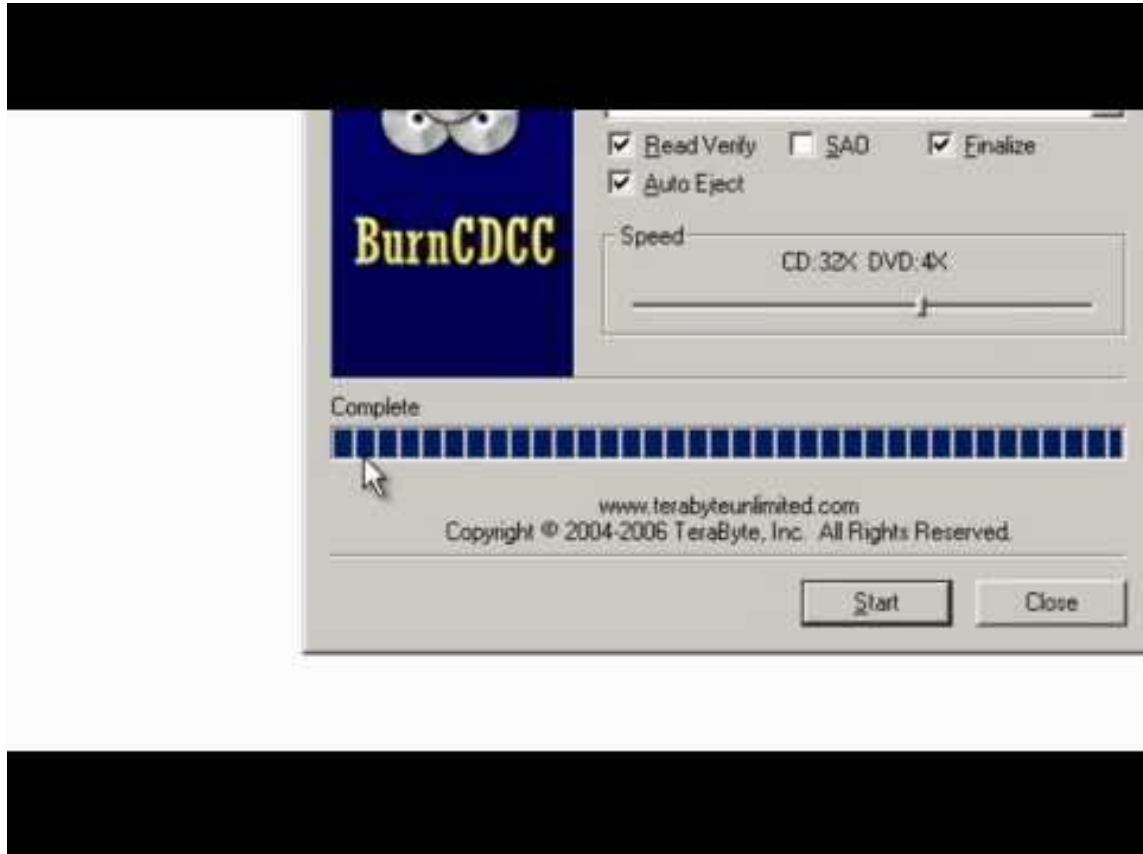 Read Verify SAO Finalize
Auto Eject
BurnCDCC
Speed
CD:32X DVD:4X
Complete
www.terabyteunlimited.com
Copyright © 2004-2006 TeraByte, Inc. All Rights Reserved.
Start Close